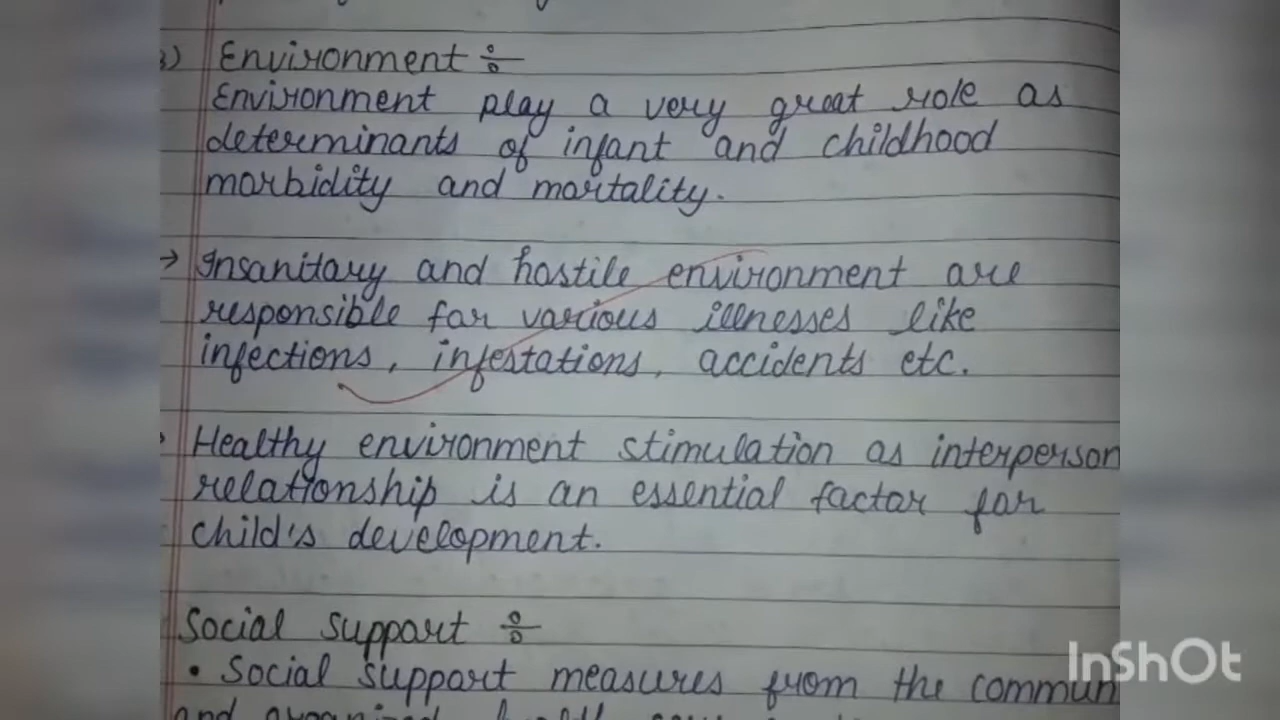 3) Environment ÷
Environment play a very great role as
determinants of infant and childhood
morbidity and mortality.
→ Insanitary and hostile environment are
responsible for various illnesses like
infections, infestations, accidents etc.
Healthy environment stimulation as interperson
relationship is an essential factor for
child's development.
Social support ÷
• Social support measures from the commun
and organized
InShOt